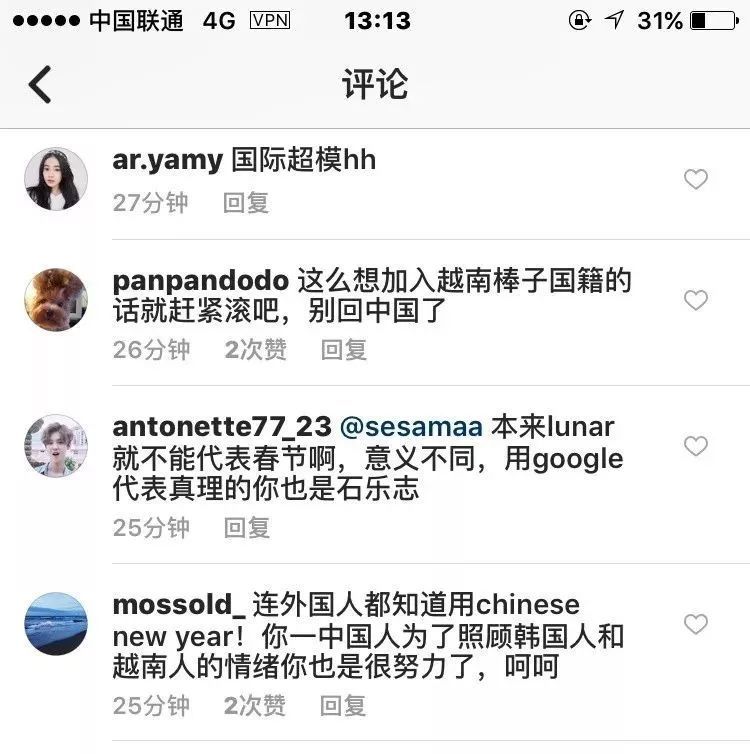 中国联通 4G VPN 13:13 31%
评论
ar.yamy 国际超模hh
27分钟 回复
panpandodo 这么想加入越南棒子国籍的
话就赶紧滚吧，别回中国了
26分钟 2次赞 回复
antonette77_23 @sesamaa 本来lunar
就不能代表春节啊，意义不同，用google
代表真理的你也是石乐志
25分钟 回复
mossold_ 连外国人都知道用chinese
new year！你一中国人为了照顾韩国人和
越南人的情绪你也是很努力了，呵呵
25分钟 2次赞 回复